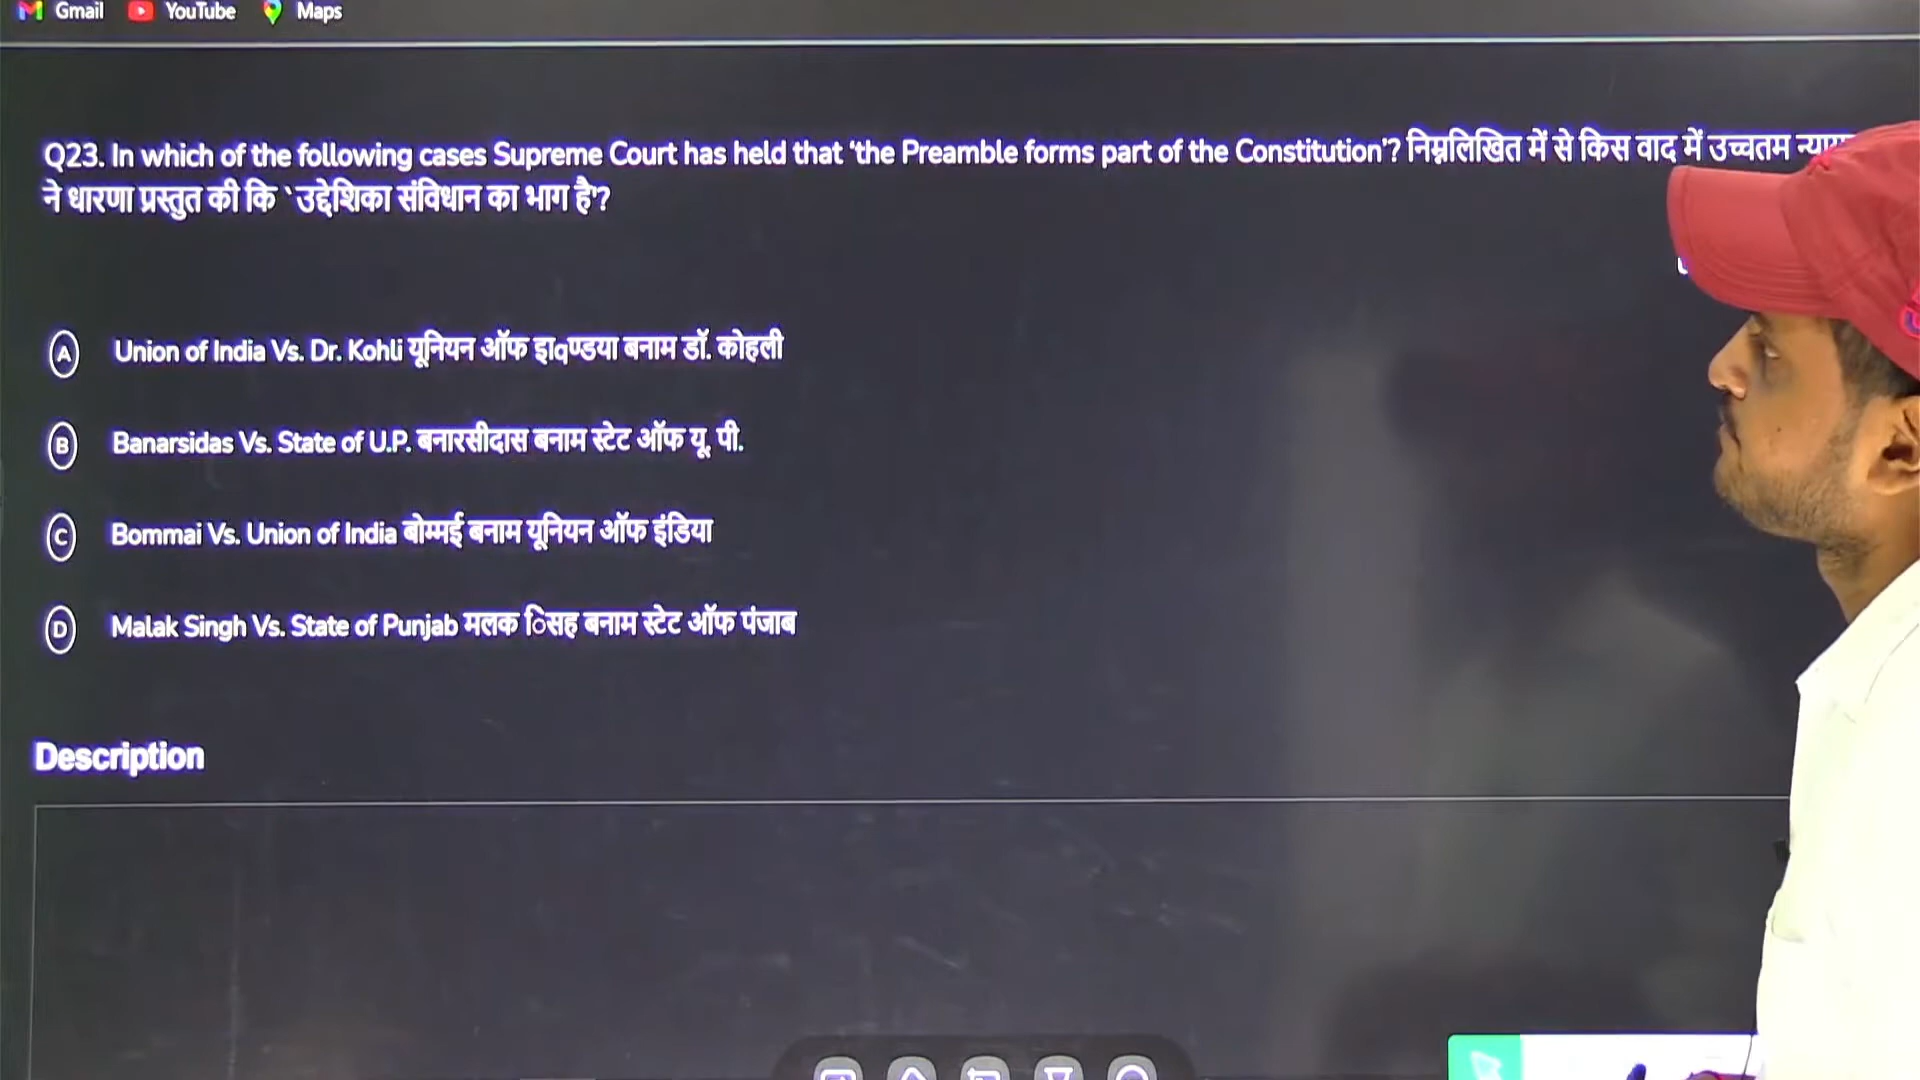 Gmail YouTube Maps
Q23. In which of the following cases Supreme Court has held that ‘the Preamble forms part of the Constitution’? निम्नलिखित में से किस वाद में उच्चतम
ने धारणा प्रस्तुत की कि `उद्देशिका संविधान का भाग है’?
A Union of India Vs. Dr. Kohli यूनियन ऑफ इाqण्डया बनाम डॉ. कोहली
B Banarsidas Vs. State of U.P. बनारसीदास बनाम स्टेट ऑफ यू. पी.
C Bommai Vs. Union of India बोम्मई बनाम यूनियन ऑफ इंडिया
D Malak Singh Vs. State of Punjab मलक िंसह बनाम स्टेट ऑफ पंजाब
Description